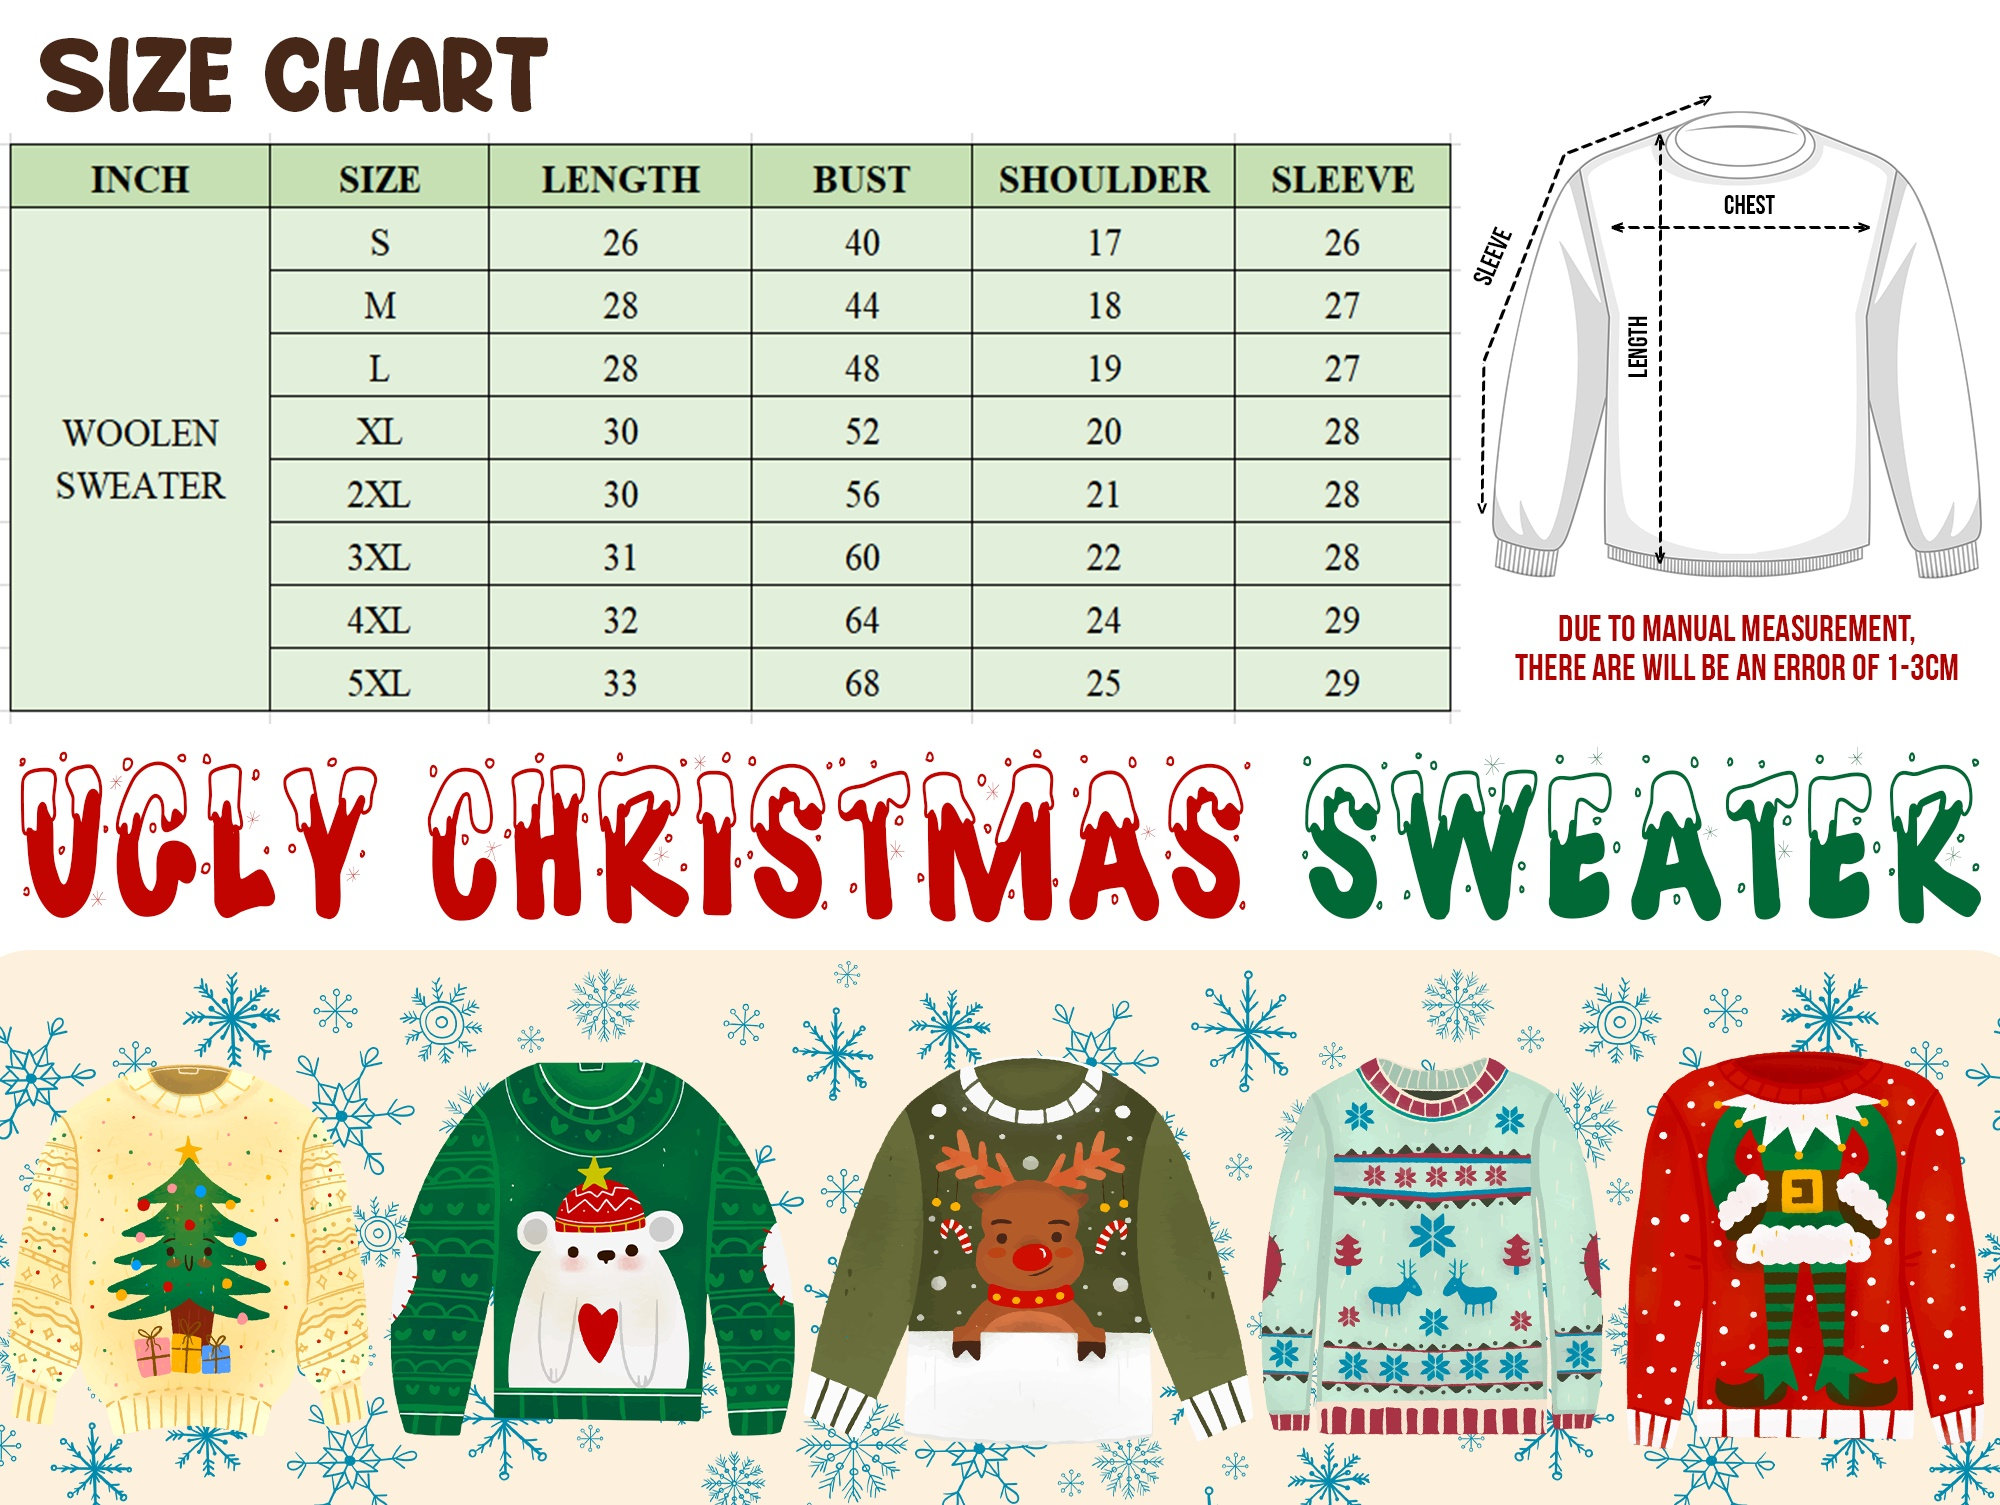 SIZE CHART
INCH SIZE LENGTH BUST SHOULDER SLEEVE
WOOLEN
SWEATER
S 26 40 17 26
M 28 44 18 27
L 28 48 19 27
XL 30 52 20 28
2XL 30 56 21 28
3XL 31 60 22 28
4XL 32 64 24 29
5XL 33 68 25 29
CHEST
SLEEVE
LENGTH
DUE TO MANUAL MEASUREMENT,
THERE ARE WILL BE AN ERROR OF 1-3CM
UGLY CHRISTMAS SWEATER